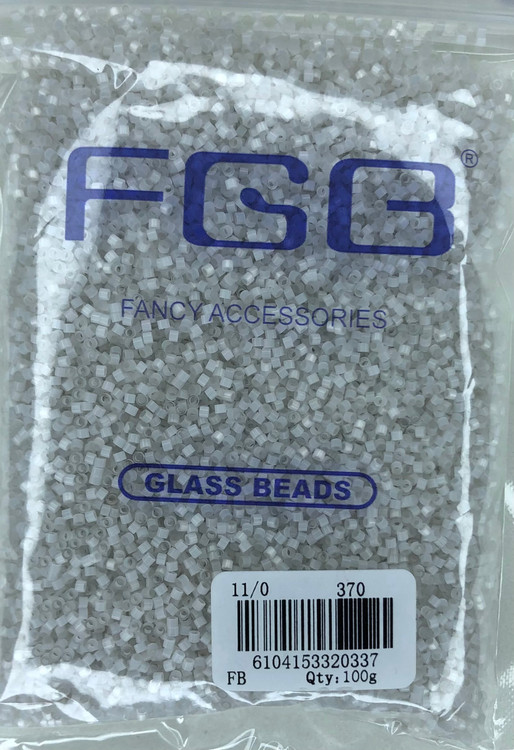 FGB®
FANCY ACCESSORIES
GLASS BEADS
11/0 370
6104153320337
FB Qty: 100g